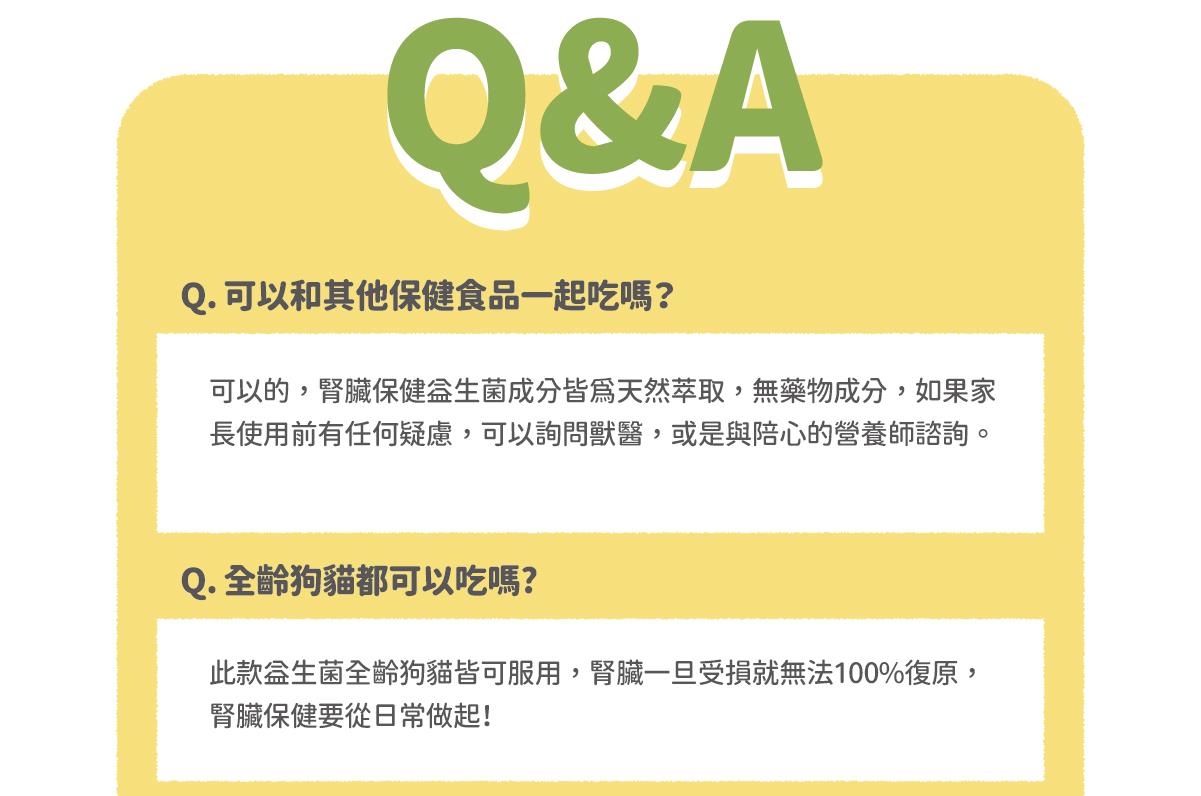 Q&A
Q. 可以和其他保健食品一起吃嗎？
可以的，腎臟保健益生菌成分皆為天然萃取，無藥物成分，如果家
長使用前有任何疑慮，可以詢問獸醫，或是與陪心的營養師諮詢。
Q. 全齡狗貓都可以吃嗎?
此款益生菌全齡狗貓皆可服用，腎臟一旦受損就無法100%復原，
腎臟保健要從日常做起!